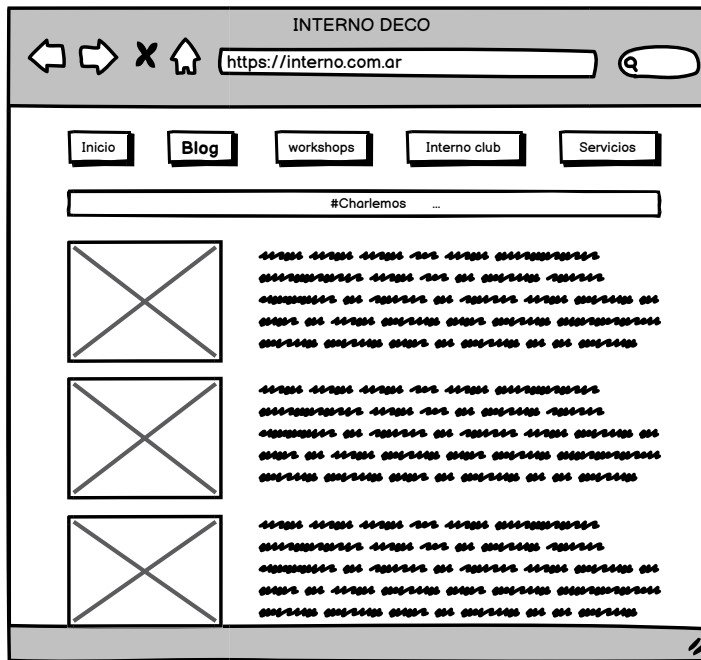 INTERNO DECO
https://interno.com.ar
Inicio
Blog
workshops
Interno club
Servicios
#Charlemos ...